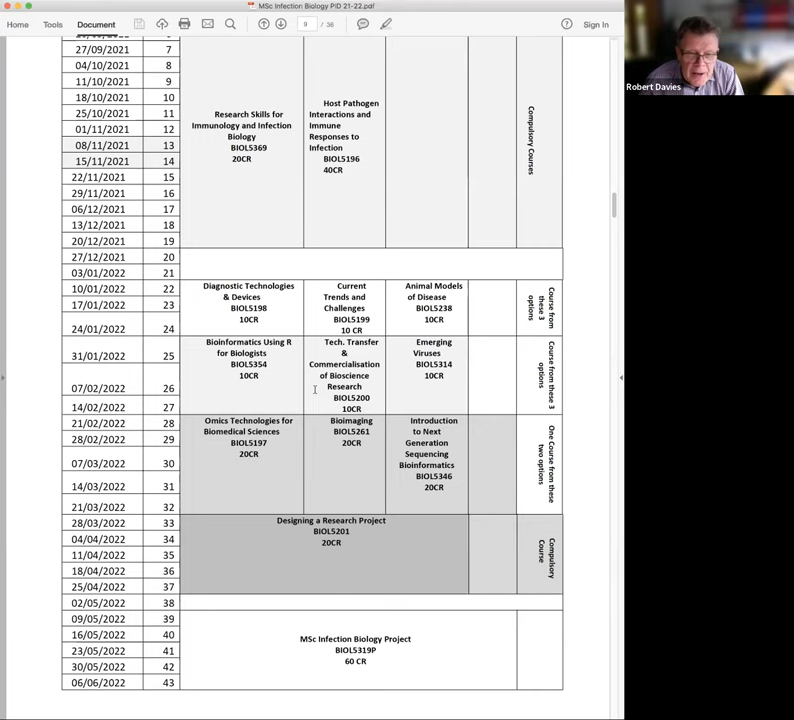 MSc Infection Biology PID 21-22.pdf
Home Tools Document 9 / 36 Sign In
Robert Davies
27/09/2021 7
04/10/2021 8
11/10/2021 9
18/10/2021 10
25/10/2021 11
01/11/2021 12
08/11/2021 13
15/11/2021 14
22/11/2021 15
29/11/2021 16
06/12/2021 17
13/12/2021 18
20/12/2021 19
Research Skills for
Immunology and Infection
Biology
BIOL5369
20CR
Host Pathogen
Interactions and
Immune
Responses to
Infection
BIOL5196
40CR
Compulsory Courses
27/12/2021 20
03/01/2022 21
10/01/2022 22
17/01/2022 23
24/01/2022 24
Diagnostic Technologies
& Devices
BIOL5198
10CR
Current
Trends and
Challenges
BIOL5199
10 CR
Animal Models
of Disease
BIOL5238
10CR
Course from
these 3
options
31/01/2022 25
07/02/2022 26
14/02/2022 27
Bioinformatics Using R
for Biologists
BIOL5354
10CR
Tech. Transfer
&
Commercialisation
of Bioscience
Research
BIOL5200
10CR
Emerging
Viruses
BIOL5314
10CR
Course from these 3
options
21/02/2022 28
28/02/2022 29
07/03/2022 30
14/03/2022 31
21/03/2022 32
Omics Technologies for
Biomedical Sciences
BIOL5197
20CR
Bioimaging
BIOL5261
20CR
Introduction
to Next
Generation
Sequencing
Bioinformatics
BIOL5346
20CR
One Course from these
two options
28/03/2022 33
04/04/2022 34
11/04/2022 35
18/04/2022 36
25/04/2022 37
Designing a Research Project
BIOL5201
20CR
Compulsory
Course
02/05/2022 38
09/05/2022 39
16/05/2022 40
23/05/2022 41
30/05/2022 42
06/06/2022 43
MSc Infection Biology Project
BIOL5319P
60 CR